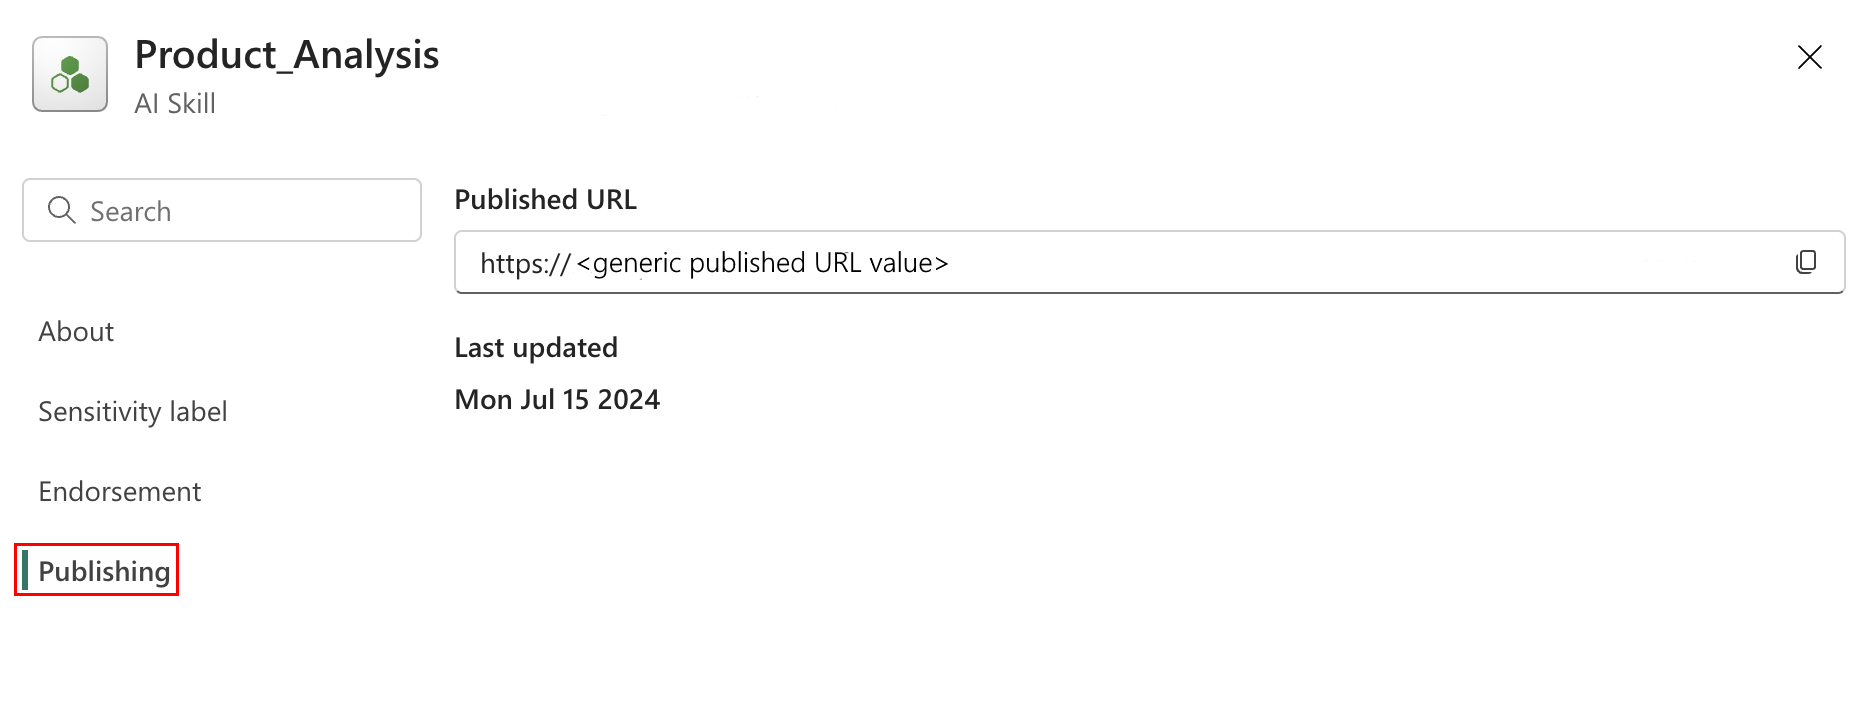 Product_Analysis
AI Skill
Search
About
Sensitivity label
Endorsement
Publishing
Published URL
https:// <generic published URL value>
Last updated
Mon Jul 15 2024